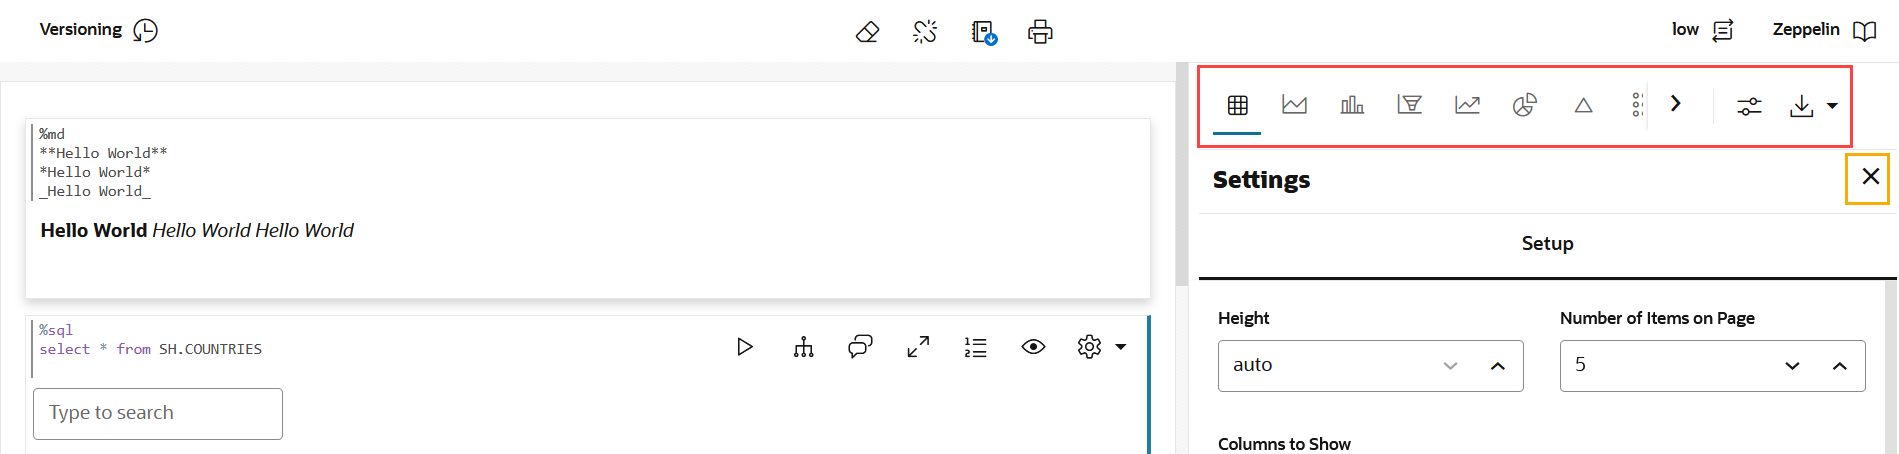 Versioning
low
Zeppelin
%md
**Hello World**
*Hello World*
_Hello World_
Hello World Hello World Hello World
%sql
select * from SH.COUNTRIES
Type to search
Settings
Setup
Height
Number of Items on Page
auto
5
Columns to Show